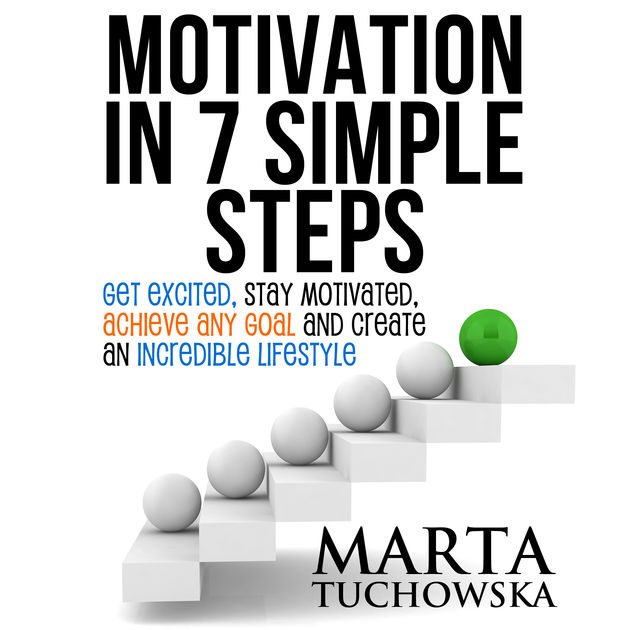 MOTIVATION
IN 7 SIMPLE
STEPS
Get Excited, Stay Motivated,
Achieve Any Goal and Create
an Incredible Lifestyle
MARTA
TUCHOWSKA